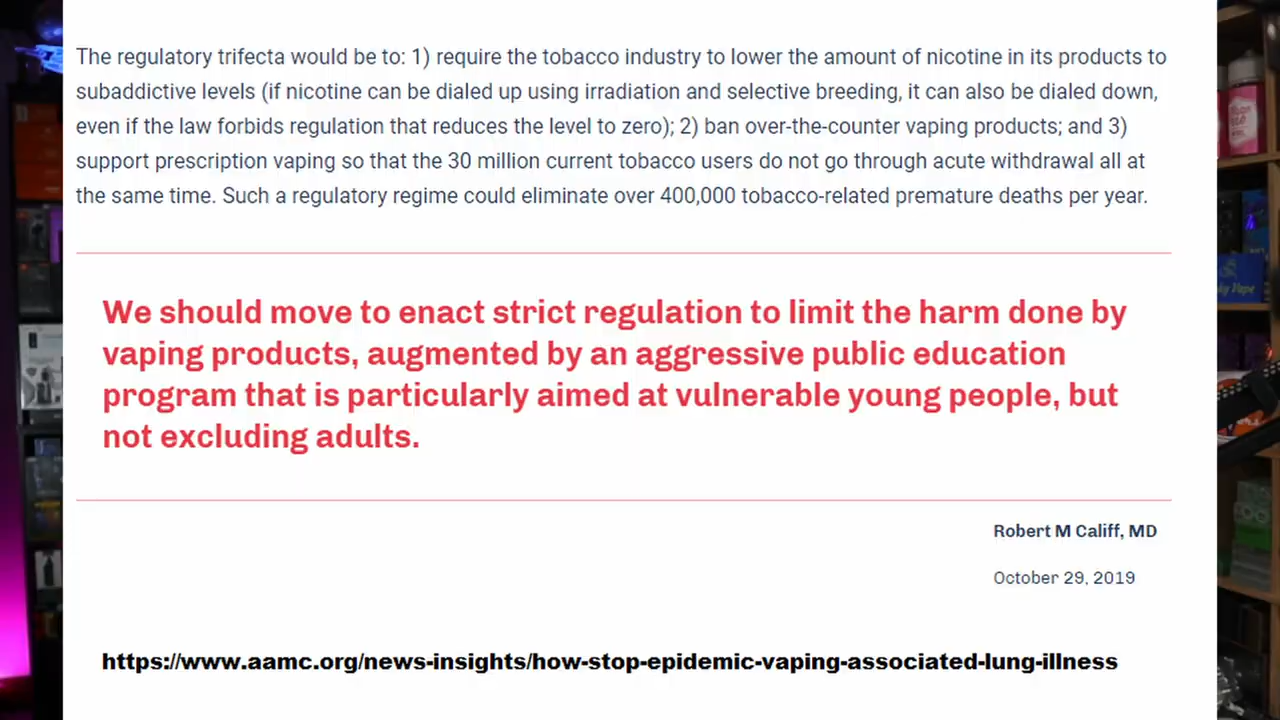 The regulatory trifecta would be to: 1) require the tobacco industry to lower the amount of nicotine in its products to
subaddictive levels (if nicotine can be dialed up using irradiation and selective breeding, it can also be dialed down,
even if the law forbids regulation that reduces the level to zero); 2) ban over-the-counter vaping products; and 3)
support prescription vaping so that the 30 million current tobacco users do not go through acute withdrawal all at
the same time. Such a regulatory regime could eliminate over 400,000 tobacco-related premature deaths per year.
We should move to enact strict regulation to limit the harm done by
vaping products, augmented by an aggressive public education
program that is particularly aimed at vulnerable young people, but
not excluding adults.
Robert M Califf, MD
October 29, 2019
https://www.aamc.org/news-insights/how-stop-epidemic-vaping-associated-lung-illness